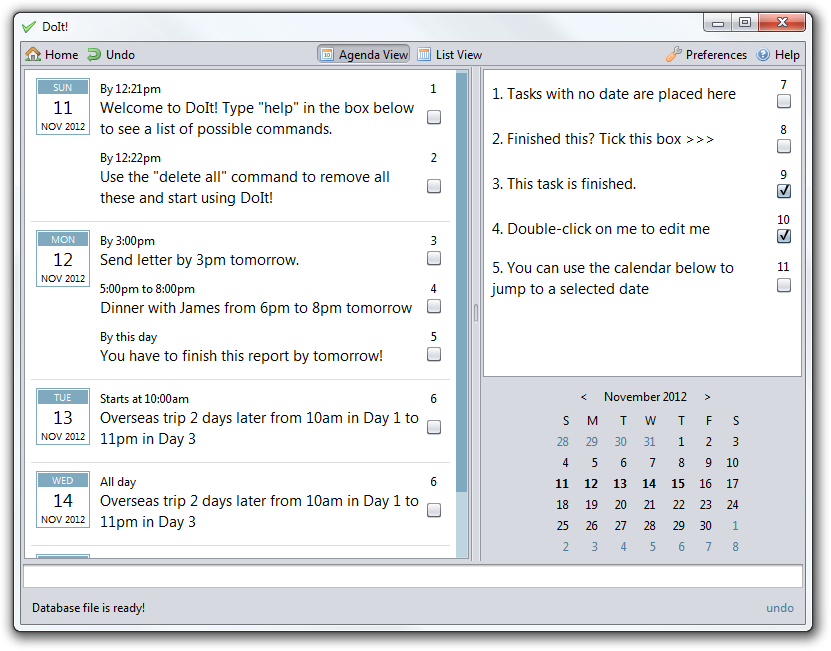 DoIt!
Home Undo Agenda View List View Preferences Help
SUN
11
NOV 2012
By 12:21pm 1
Welcome to DoIt! Type "help" in the box below
to see a list of possible commands.
By 12:22pm 2
Use the "delete all" command to remove all
these and start using DoIt!
MON
12
NOV 2012
By 3:00pm 3
Send letter by 3pm tomorrow.
5:00pm to 8:00pm 4
Dinner with James from 6pm to 8pm tomorrow
By this day 5
You have to finish this report by tomorrow!
TUE
13
NOV 2012
Starts at 10:00am 6
Overseas trip 2 days later from 10am in Day 1 to
11pm in Day 3
WED
14
NOV 2012
All day 6
Overseas trip 2 days later from 10am in Day 1 to
11pm in Day 3
7
1. Tasks with no date are placed here
8
2. Finished this? Tick this box >>>
9
3. This task is finished.
10
4. Double-click on me to edit me
11
5. You can use the calendar below to
jump to a selected date
< November 2012 >
S M T W T F S
28 29 30 31 1 2 3
4 5 6 7 8 9 10
11 12 13 14 15 16 17
18 19 20 21 22 23 24
25 26 27 28 29 30 1
2 3 4 5 6 7 8
Database file is ready! undo